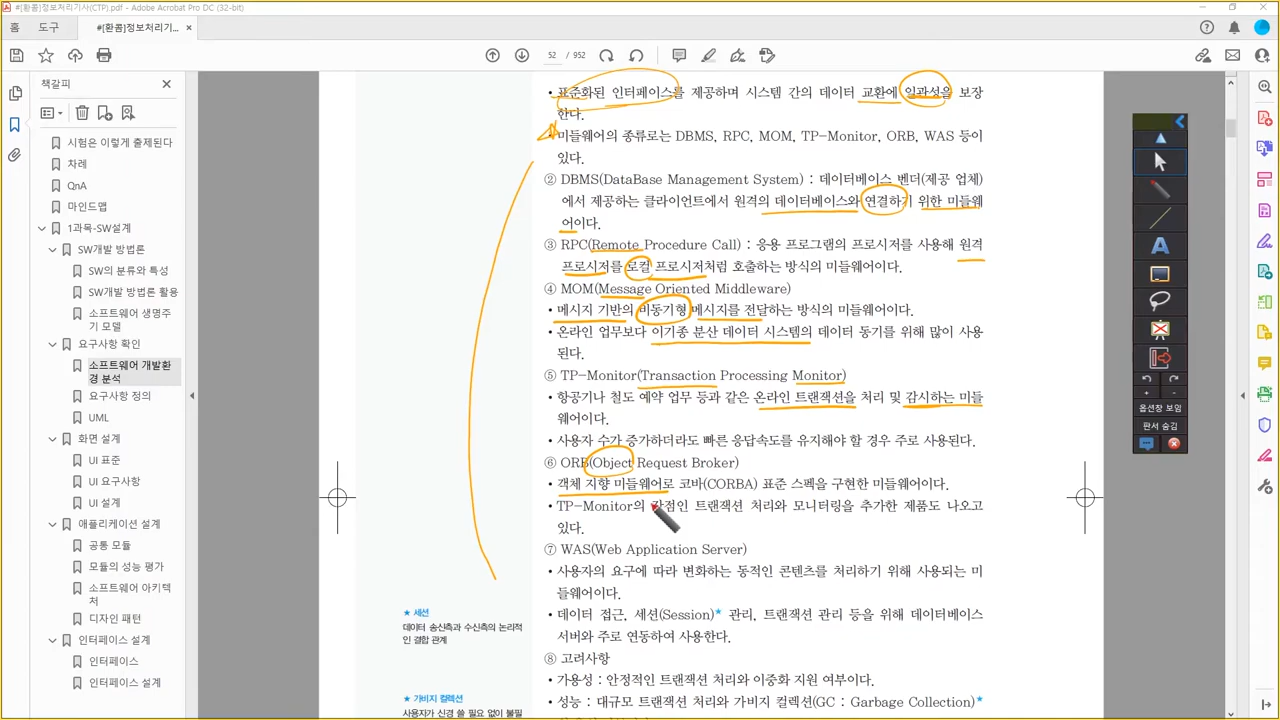 #[환콤]정보처리기사(CTP).pdf - Adobe Acrobat Pro DC (32-bit)
홈 도구 #[환콤]정보처리기... ×
52 / 952
책갈피
시험은 이렇게 출제된다
차례
QnA
마인드맵
1과목-SW설계
SW개발 방법론
SW의 분류와 특성
SW개발 방법론 활용
소프트웨어 생명주
기 모델
요구사항 확인
소프트웨어 개발환
경 분석
요구사항 정의
UML
화면 설계
UI 표준
UI 요구사항
UI 설계
애플리케이션 설계
공통 모듈
모듈의 성능 평가
소프트웨어 아키텍
처
디자인 패턴
인터페이스 설계
인터페이스
인터페이스 설계
• 표준화된 인터페이스를 제공하며 시스템 간의 데이터 교환에 일관성을 보장
한다.
• 미들웨어의 종류로는 DBMS, RPC, MOM, TP-Monitor, ORB, WAS 등이
있다.
② DBMS(DataBase Management System) : 데이터베이스 벤더(제공 업체)
에서 제공하는 클라이언트에서 원격의 데이터베이스와 연결하기 위한 미들웨
어이다.
③ RPC(Remote Procedure Call) : 응용 프로그램의 프로시저를 사용해 원격
프로시저를 로컬 프로시저처럼 호출하는 방식의 미들웨어이다.
④ MOM(Message Oriented Middleware)
• 메시지 기반의 비동기형 메시지를 전달하는 방식의 미들웨어이다.
• 온라인 업무보다 이기종 분산 데이터 시스템의 데이터 동기를 위해 많이 사용
된다.
⑤ TP-Monitor(Transaction Processing Monitor)
• 항공기나 철도 예약 업무 등과 같은 온라인 트랜잭션을 처리 및 감시하는 미들
웨어이다.
• 사용자 수가 증가하더라도 빠른 응답속도를 유지해야 할 경우 주로 사용된다.
⑥ ORB(Object Request Broker)
• 객체 지향 미들웨어로 코바(CORBA) 표준 스펙을 구현한 미들웨어이다.
• TP-Monitor의 장점인 트랜잭션 처리와 모니터링을 추가한 제품도 나오고
있다.
⑦ WAS(Web Application Server)
• 사용자의 요구에 따라 변화하는 동적인 콘텐츠를 처리하기 위해 사용되는 미
들웨어이다.
• 데이터 접근, 세션(Session)★ 관리, 트랜잭션 관리 등을 위해 데이터베이스
서버와 주로 연동하여 사용한다.
⑧ 고려사항
• 가용성 : 안정적인 트랜잭션 처리와 이중화 지원 여부이다.
• 성능 : 대규모 트랜잭션 처리와 가비지 컬렉션(GC : Garbage Collection)★
★ 세션
데이터 송신측과 수신측의 논리적
인 결합 관계
★ 가비지 컬렉션
사용자가 신경 쓸 필요 없이 불필
A
옵션창 보임
판서 숨김